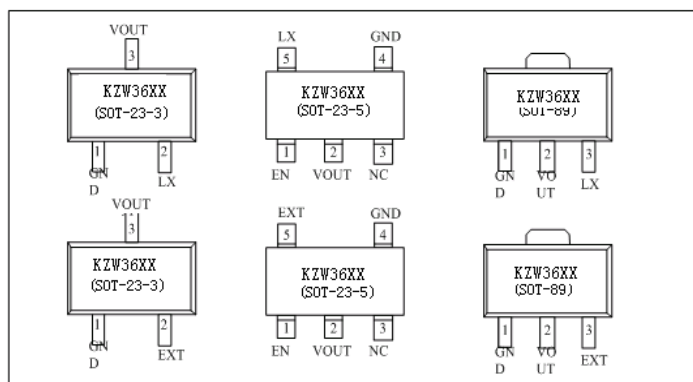 VOUT
3
KZW36XX
(SOT-23-3)
1
2
GN
D
LX
LX
GND
5
4
KZW36XX
(SOT-23-5)
1
2
3
EN
VOUT
NC
KZW36XX
(SOT-89)
1
2
3
GN
D
VO
UT
LX
VOUT
3
KZW36XX
(SOT-23-3)
1
2
GN
D
EXT
EXT
GND
5
4
KZW36XX
(SOT-23-5)
1
2
3
EN
VOUT
NC
KZW36XX
(SOT-89)
1
2
3
GN
D
VO
UT
EXT